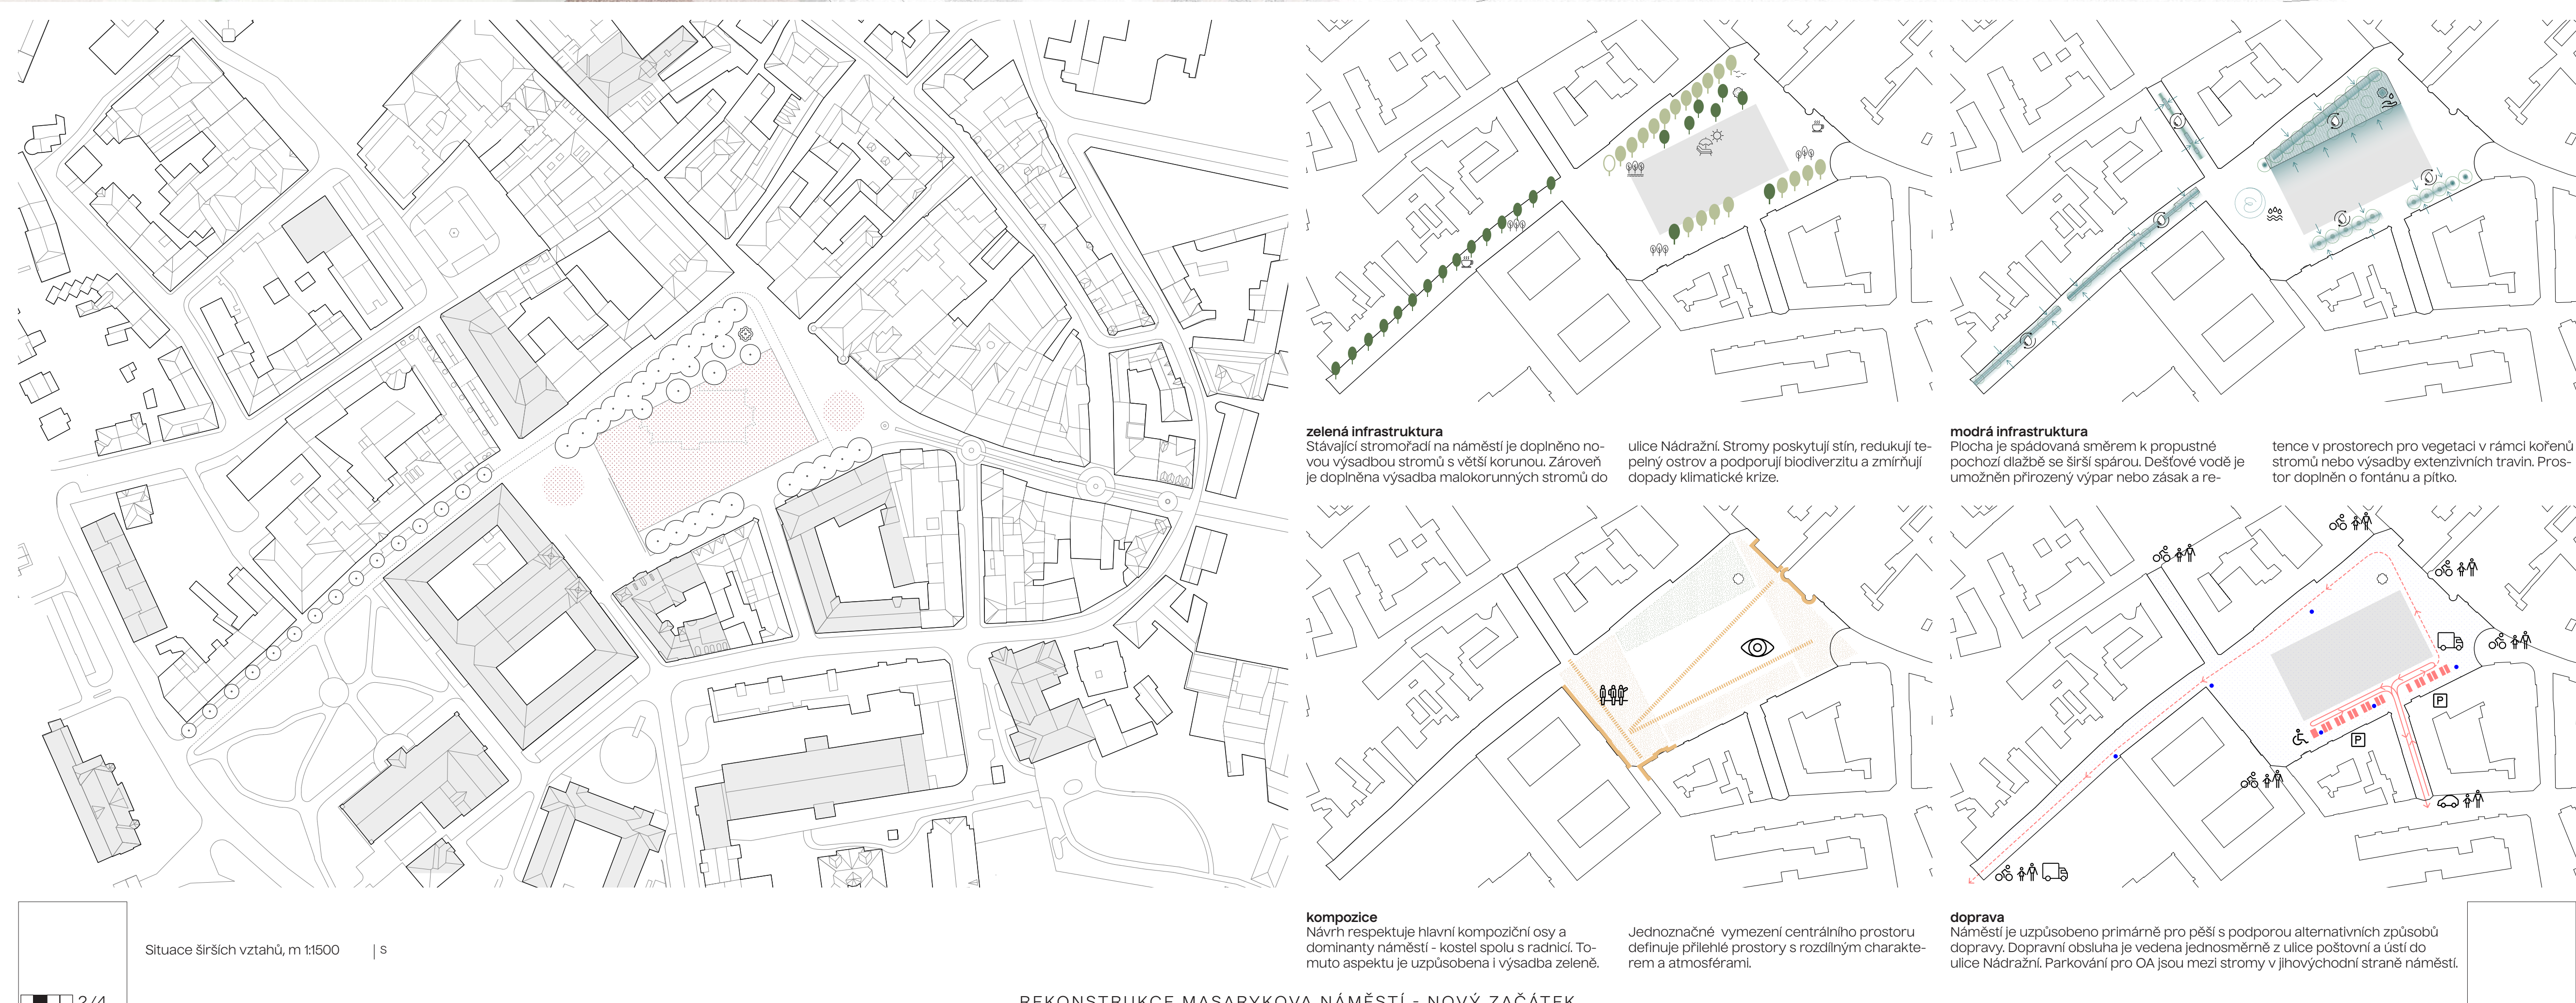 zelená infrastruktura
Stávající stromořadí na náměstí je doplněno no-
vou výsadbou stromů s větší korunou. Zároveň
je doplněna výsadba malokorunných stromů do
ulice Nádražní. Stromy poskytují stín, redukují te-
pelný ostrov a podporují biodiverzitu a zmírňují
dopady klimatické krize.
modrá infrastruktura
Plocha je spádovaná směrem k propustné
pochozí dlažbě se širší spárou. Dešťové vodě je
umožněn přirozený výpar nebo zásak a re-
tence v prostorech pro vegetaci v rámci kořenů
stromů nebo výsadby extenzivních travin. Pros-
tor doplněn o fontánu a pítko.
P
P
kompozice
Návrh respektuje hlavní kompoziční osy a
dominanty náměstí - kostel spolu s radnicí. To-
muto aspektu je uzpůsobena i výsadba zeleně.
Jednoznačné vymezení centrálního prostoru
definuje přilehlé prostory s rozdílným charakte-
rem a atmosférami.
doprava
Náměstí je uzpůsobeno primárně pro pěší s podporou alternativních způsobů
dopravy. Dopravní obsluha je vedena jednosměrně z ulice poštovní a ústí do
ulice Nádražní. Parkování pro OA jsou mezi stromy v jihovýchodní straně náměstí.
Situace širších vztahů, m 1:1500 | S
2/4
REKONSTRUKCE MASARYKOVA NÁMĚSTÍ - NOVÝ ZAČÁTEK